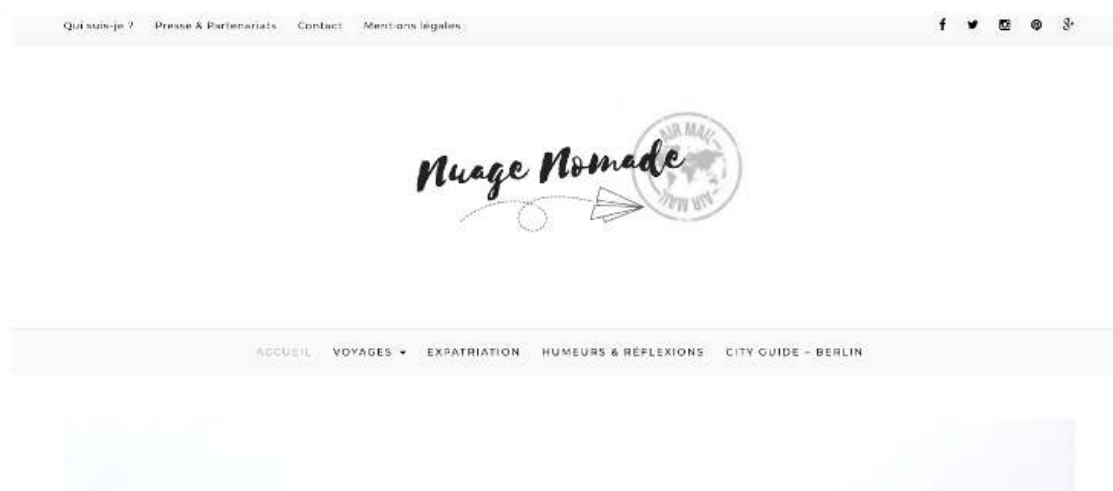 Qui suis-je ? Presse & Partenariats Contact Mentions légales
AIR MAIL
Nuage Nomade
AIR MAIL
ACCUEIL VOYAGES EXPATRIATION HUMEURS & RÉFLEXIONS CITY GUIDE – BERLIN